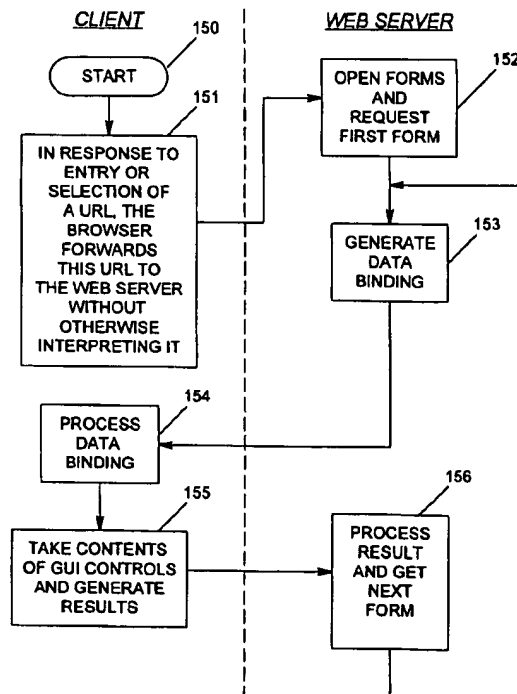 CLIENT
WEB SERVER
150
START
151
152
OPEN FORMS
AND
REQUEST
FIRST FORM
IN RESPONSE TO
ENTRY OR
SELECTION OF
A URL, THE
BROWSER
FORWARDS
THIS URL TO
THE WEB SERVER
WITHOUT
OTHERWISE
INTERPRETING IT
GENERATE
DATA
BINDING
153
154
PROCESS
DATA
BINDING
155
TAKE CONTENTS
OF GUI CONTROLS
AND GENERATE
RESULTS
156
PROCESS
RESULT
AND GET
NEXT
FORM